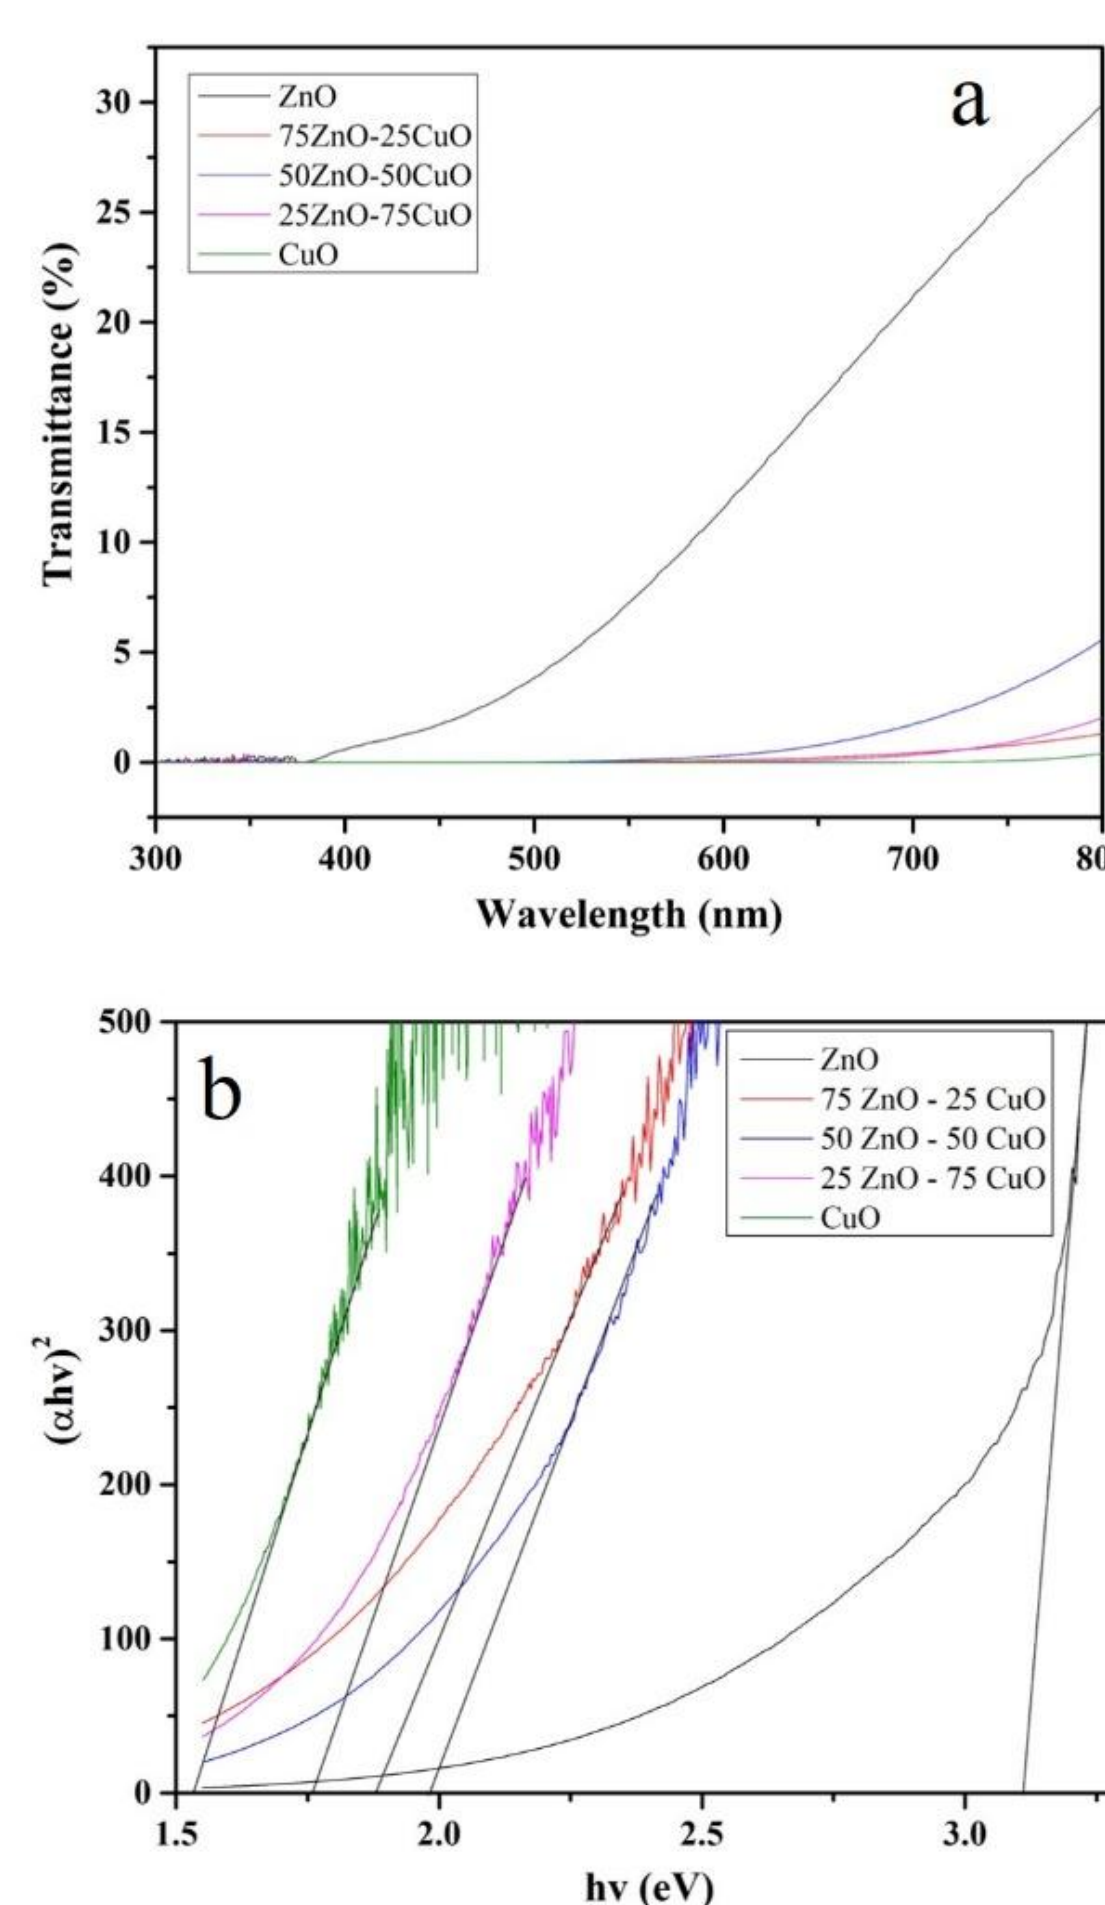 a
ZnO
75ZnO-25CuO
50ZnO-50CuO
25ZnO-75CuO
CuO
30
25
20
15
10
5
0
Transmittance (%)
300 400 500 600 700 80
Wavelength (nm)
b
ZnO
75 ZnO - 25 CuO
50 ZnO - 50 CuO
25 ZnO - 75 CuO
CuO
500
400
300
200
100
0
(αhν)²
1.5 2.0 2.5 3.0
hν (eV)